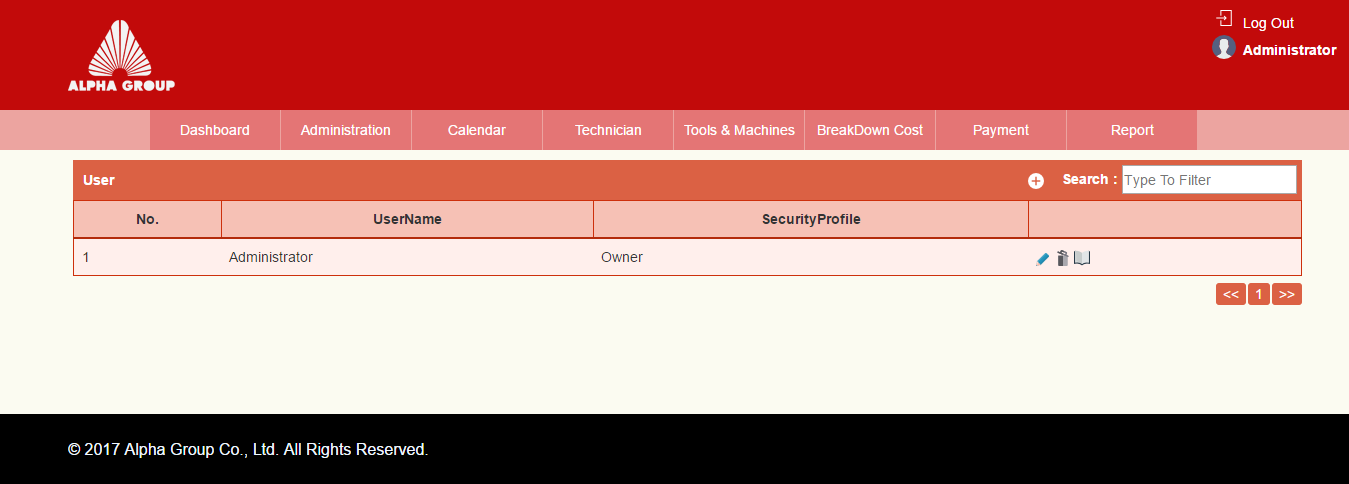 Log Out
Administrator
ALPHA GROUP
Dashboard Administration Calendar Technician Tools & Machines BreakDown Cost Payment Report
User Search : Type To Filter
No. UserName SecurityProfile
1 Administrator Owner
<< 1 >>
© 2017 Alpha Group Co., Ltd. All Rights Reserved.